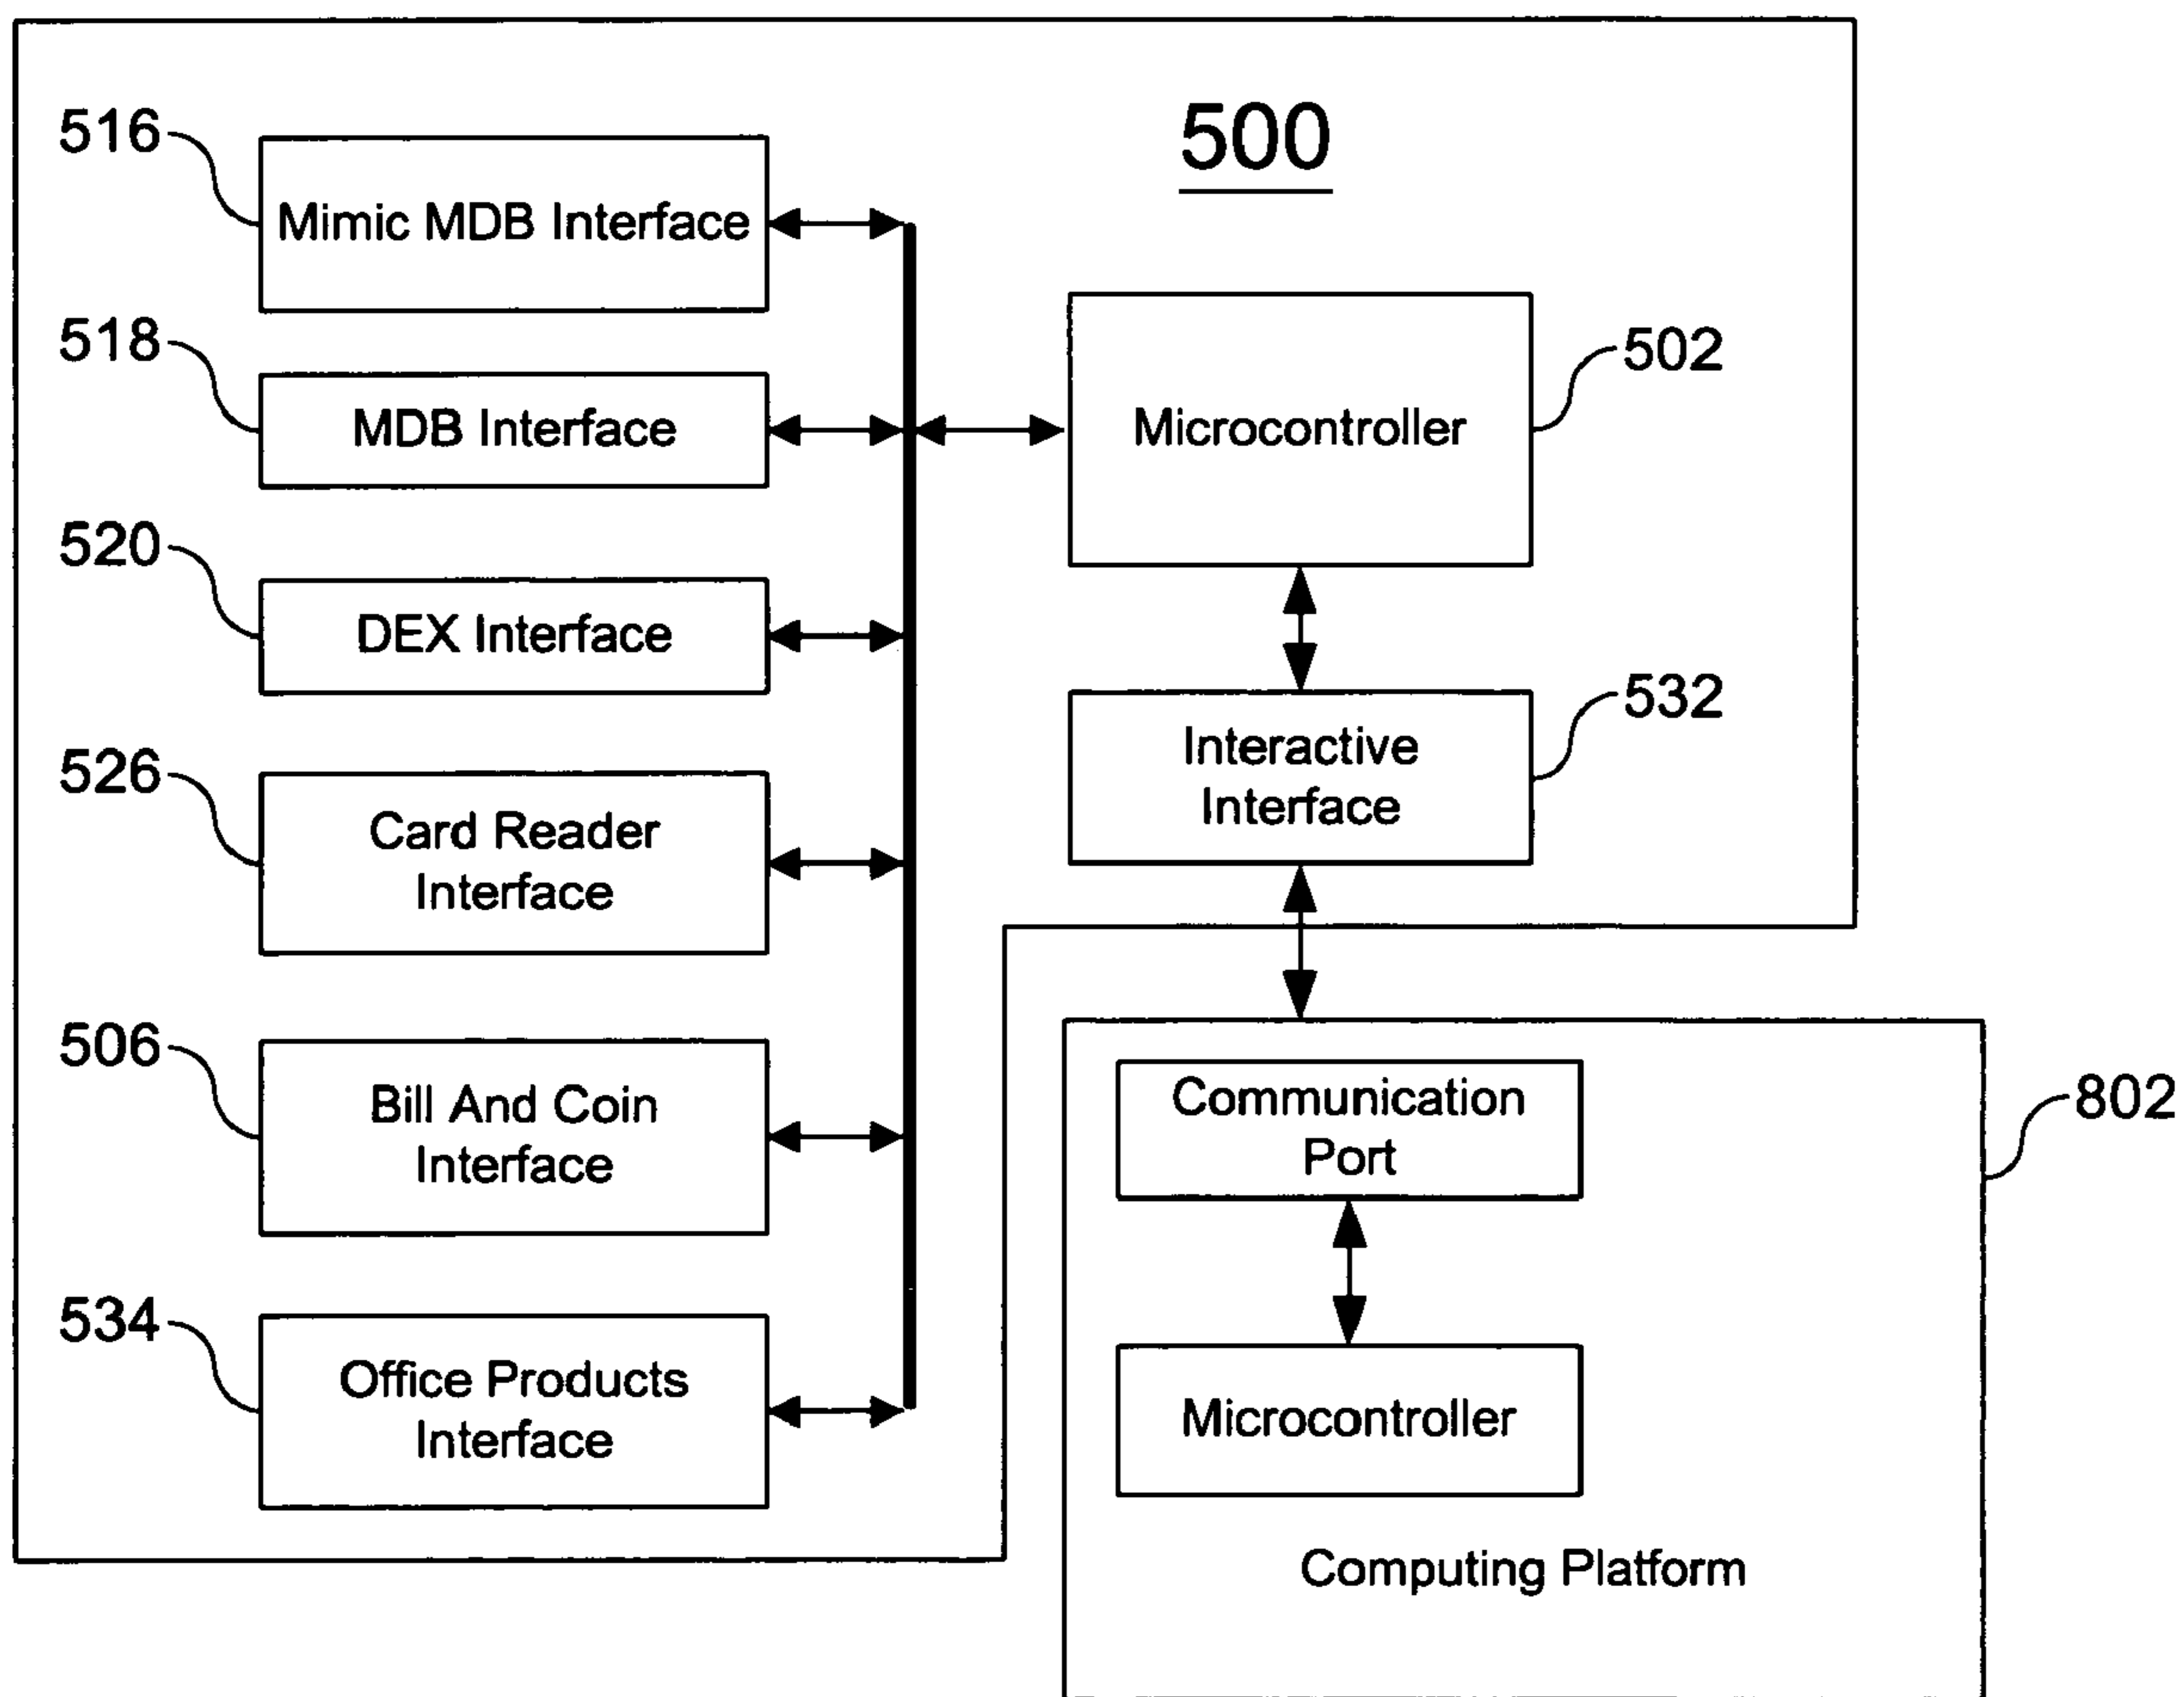 500
516
Mimic MDB Interface
518
MDB Interface
520
DEX Interface
526
Card Reader
Interface
506
Bill And Coin
Interface
534
Office Products
Interface
Microcontroller
502
Interactive
Interface
532
Communication
Port
802
Microcontroller
Computing Platform